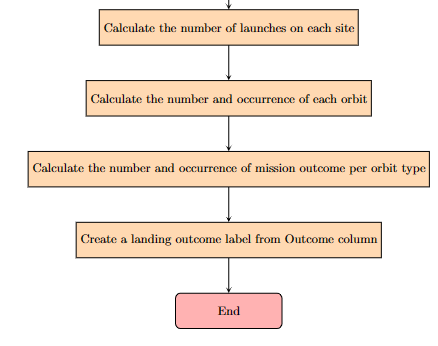 Calculate the number of launches on each site
Calculate the number and occurrence of each orbit
Calculate the number and occurrence of mission outcome per orbit type
Create a landing outcome label from Outcome column
End